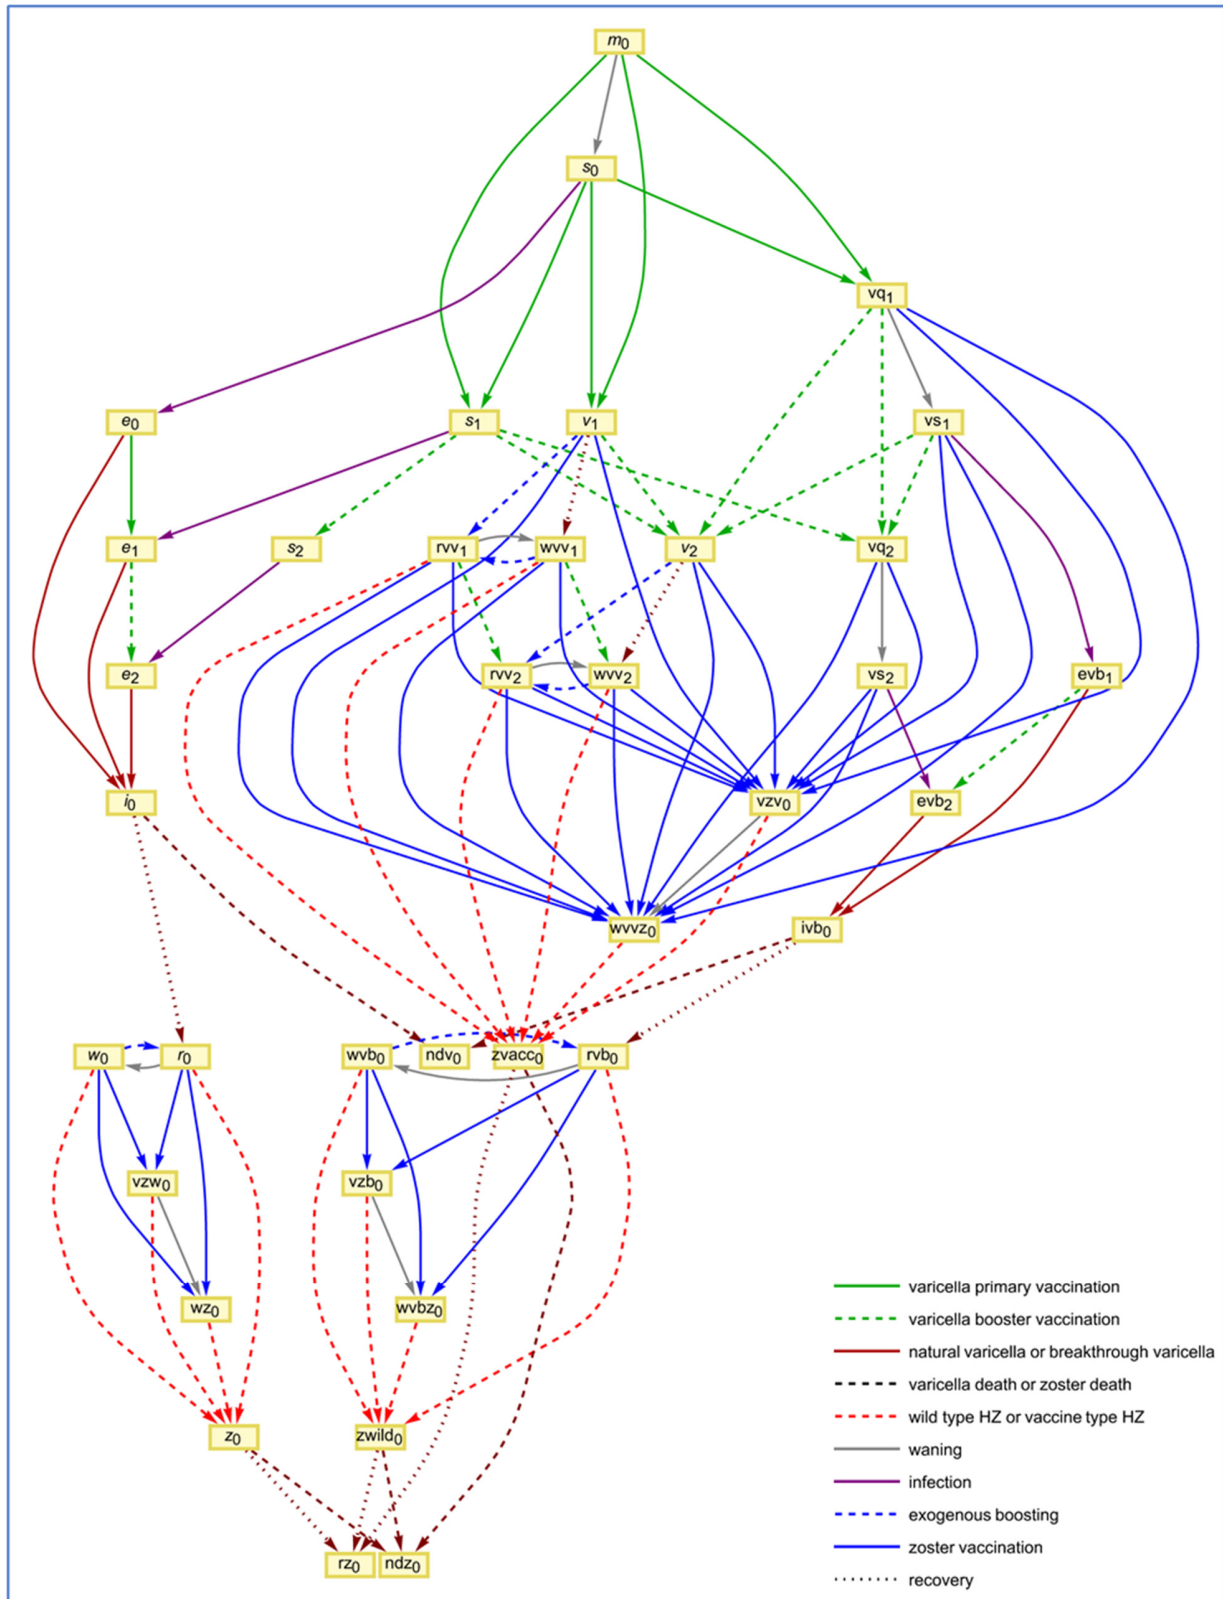 m0
s0
vq1
e0 s1 v1 vs1
e1 s2 rvv1 wvv1 v2 vq2
e2 rvv2 wvv2 vs2 evb1
i0 vzv0 evb2
wvvz0 ivb0
w0 r0 wvb0 ndv0 zvacc0 rvb0
vzw0 vzb0
wz0 wvbz0
z0 zwild0
rz0 ndz0
varicella primary vaccination
varicella booster vaccination
natural varicella or breakthrough varicella
varicella death or zoster death
wild type HZ or vaccine type HZ
waning
infection
exogenous boosting
zoster vaccination
recovery